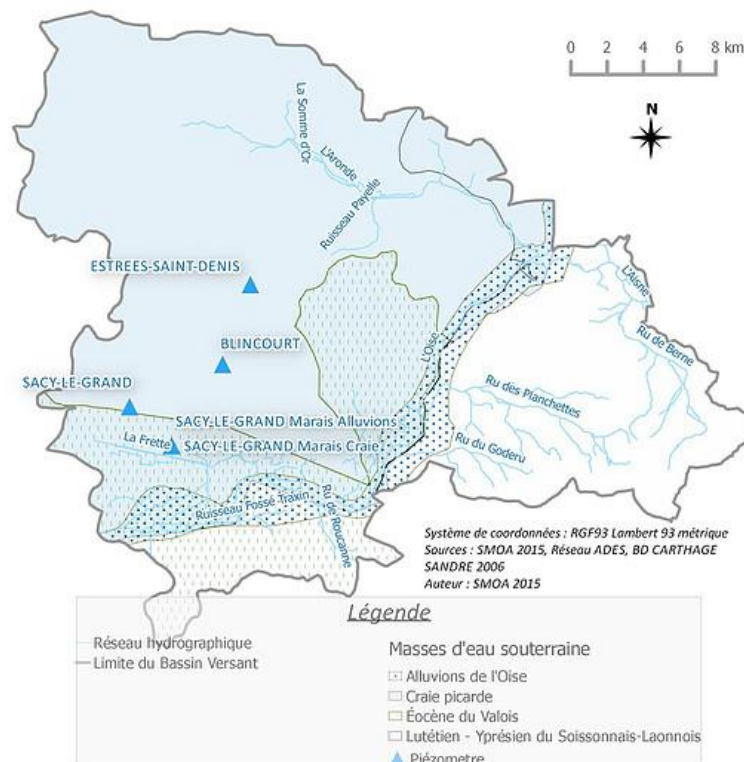 0 2 4 6 8 km
N
La Somme d'Or
L'Aronde
Ruisseau Payelle
ESTREES-SAINT-DENIS
L'Aisne
Ru de Berne
BLINCOURT
L'Oise
SACY-LE-GRAND
Ru des Planchettes
SACY-LE-GRAND Marais Alluvions
La Frette
SACY-LE-GRAND Marais Craie
Ru du Goderu
Ruisseau Fossé Traxin
Ru de Roucanne
Système de coordonnées : RGF93 Lambert 93 métrique
Sources : SMOA 2015, Réseau ADES, BD CARTHAGE
SANDRE 2006
Auteur : SMOA 2015
Légende
Réseau hydrographique
Limite du Bassin Versant
Masses d'eau souterraine
Alluvions de l'Oise
Craie picarde
Éocène du Valois
Lutétien - Yprésien du Soissonnais-Laonnois
Piézometre